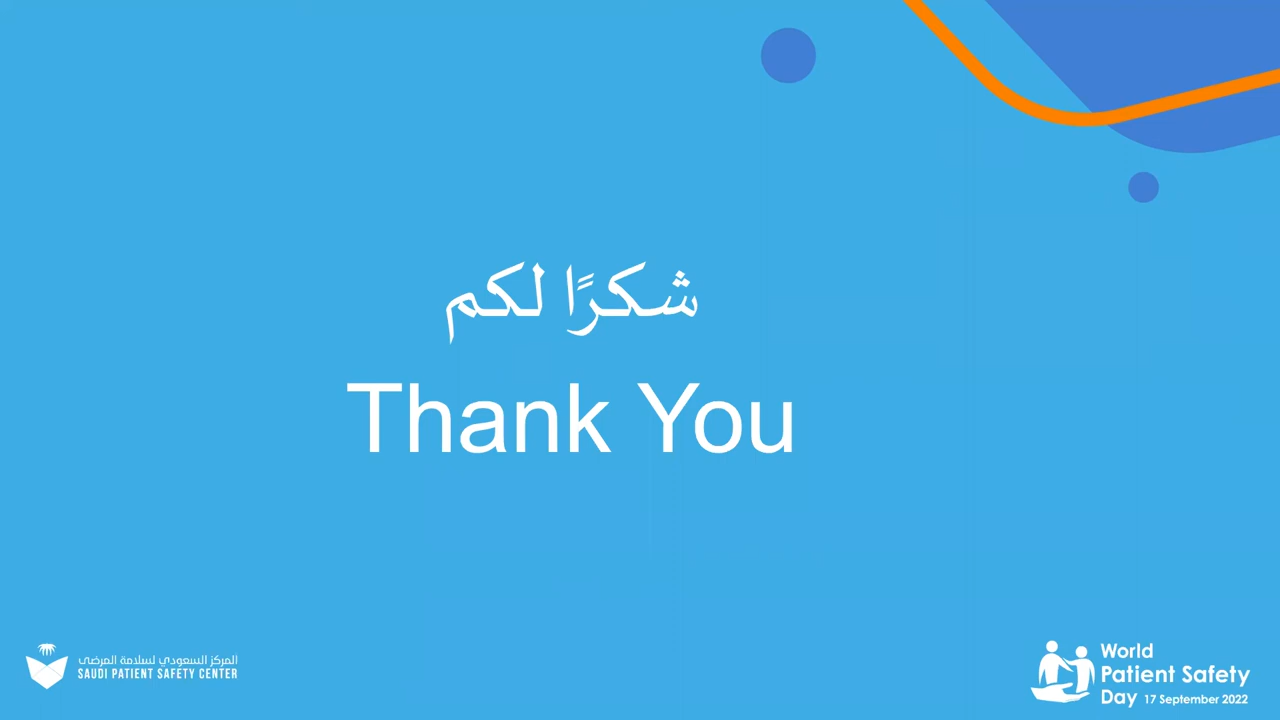 شكرًا لكم
Thank You
المركز السعودي لسلامة المرضى
SAUDI PATIENT SAFETY CENTER
World
Patient Safety
Day 17 September 2022